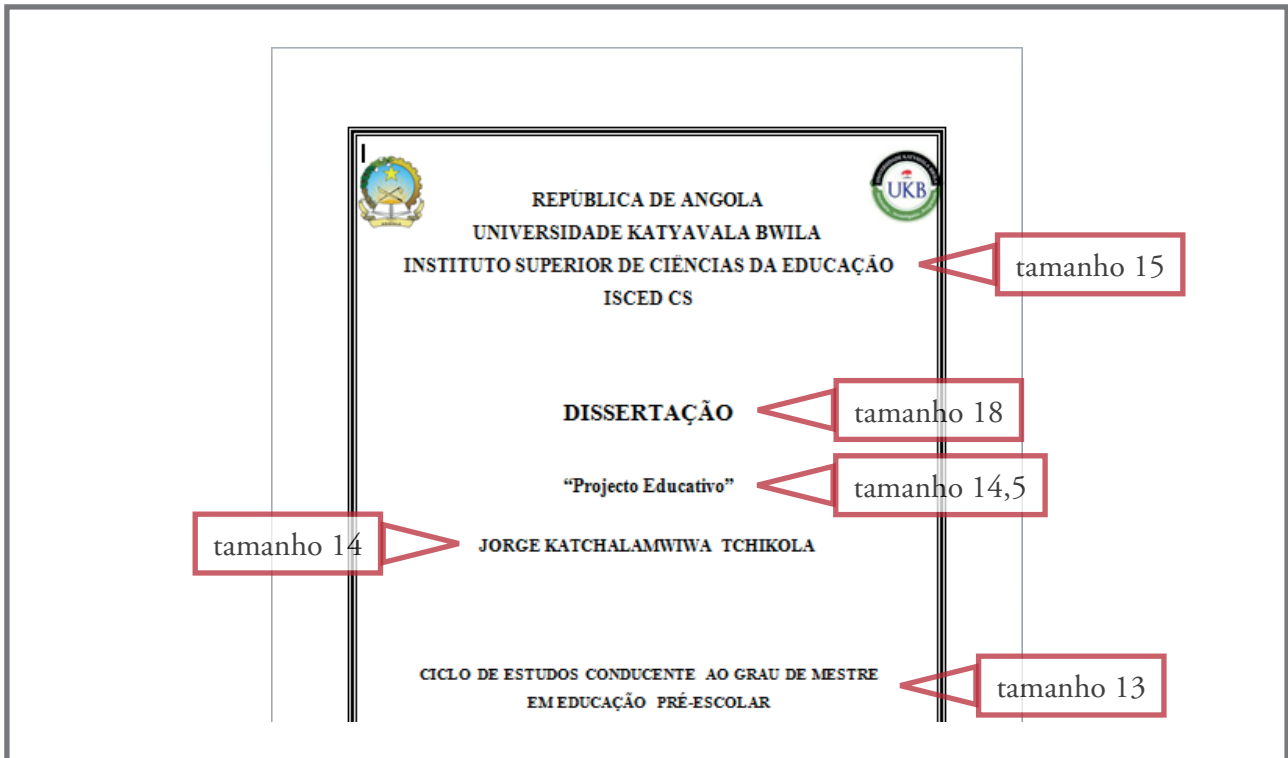 UKB
REPÚBLICA DE ANGOLA
UNIVERSIDADE KATYAVALA BWILA
INSTITUTO SUPERIOR DE CIÊNCIAS DA EDUCAÇÃO
tamanho 15
ISCED CS
DISSERTAÇÃO
tamanho 18
“Projecto Educativo”
tamanho 14,5
tamanho 14
JORGE KATCHALAMWIWA TCHIKOLA
CICLO DE ESTUDOS CONDUCENTE AO GRAU DE MESTRE
EM EDUCAÇÃO PRÉ-ESCOLAR
tamanho 13